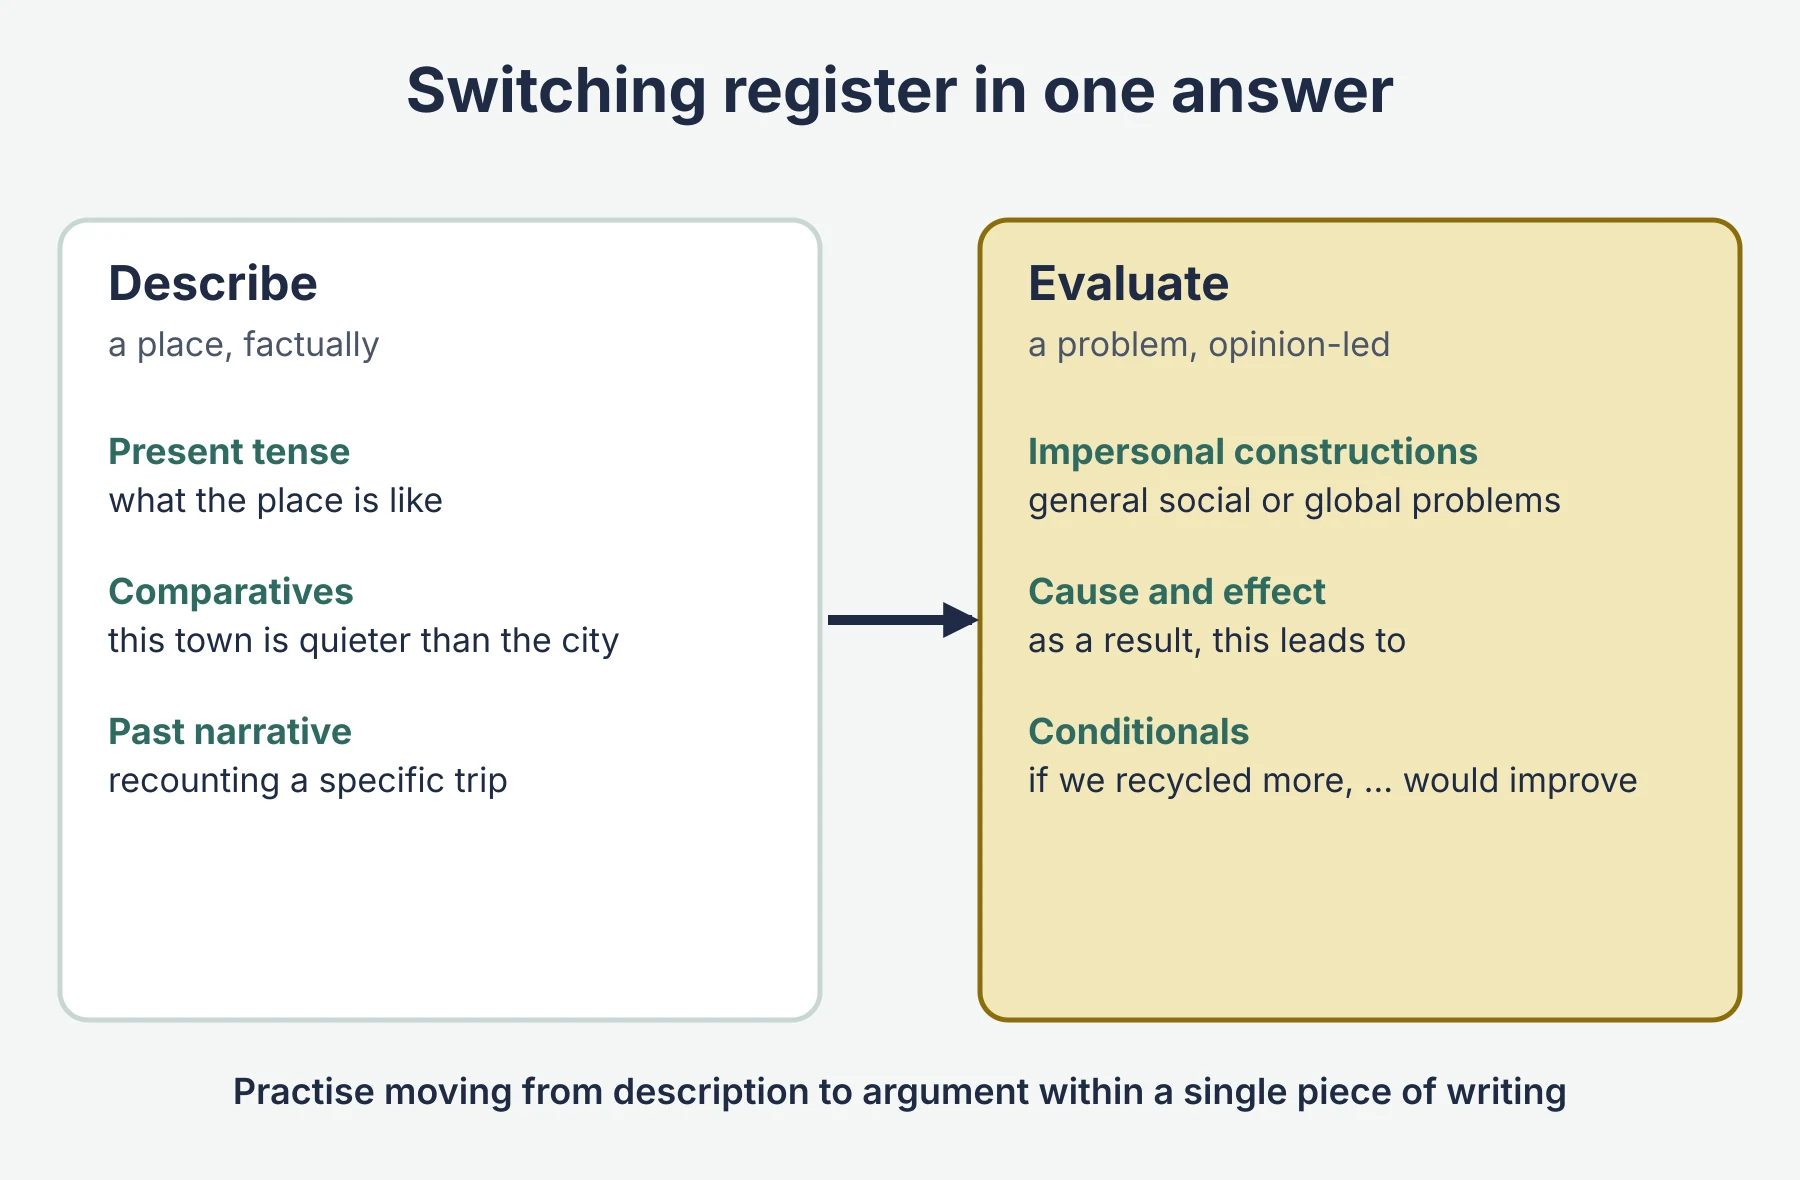 Switching register in one answer
Describe
a place, factually
Present tense
what the place is like
Comparatives
this town is quieter than the city
Past narrative
recounting a specific trip
Evaluate
a problem, opinion-led
Impersonal constructions
general social or global problems
Cause and effect
as a result, this leads to
Conditionals
if we recycled more, ... would improve
Practise moving from description to argument within a single piece of writing